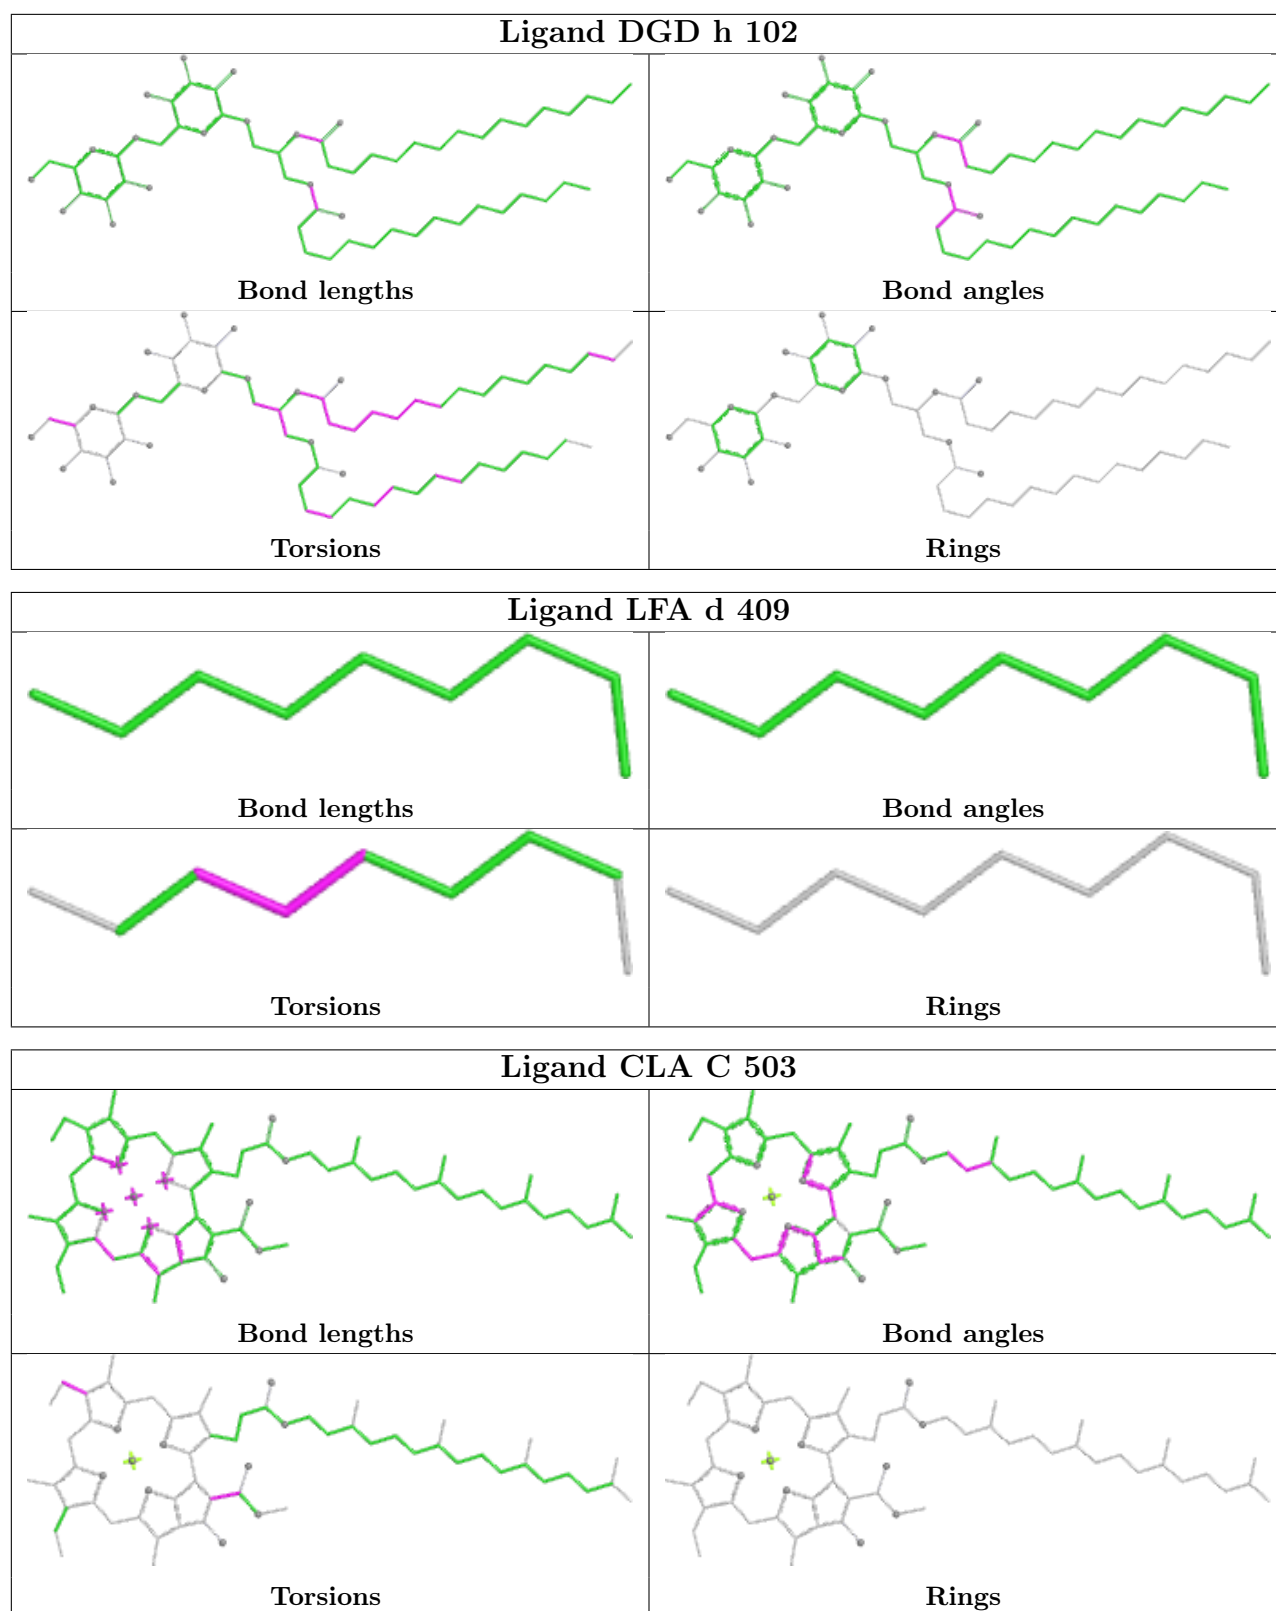 Ligand DGD h 102
Bond lengths
Bond angles
Torsions
Rings
Ligand LFA d 409
Bond lengths
Bond angles
Torsions
Rings
Ligand CLA C 503
Bond lengths
Bond angles
Torsions
Rings